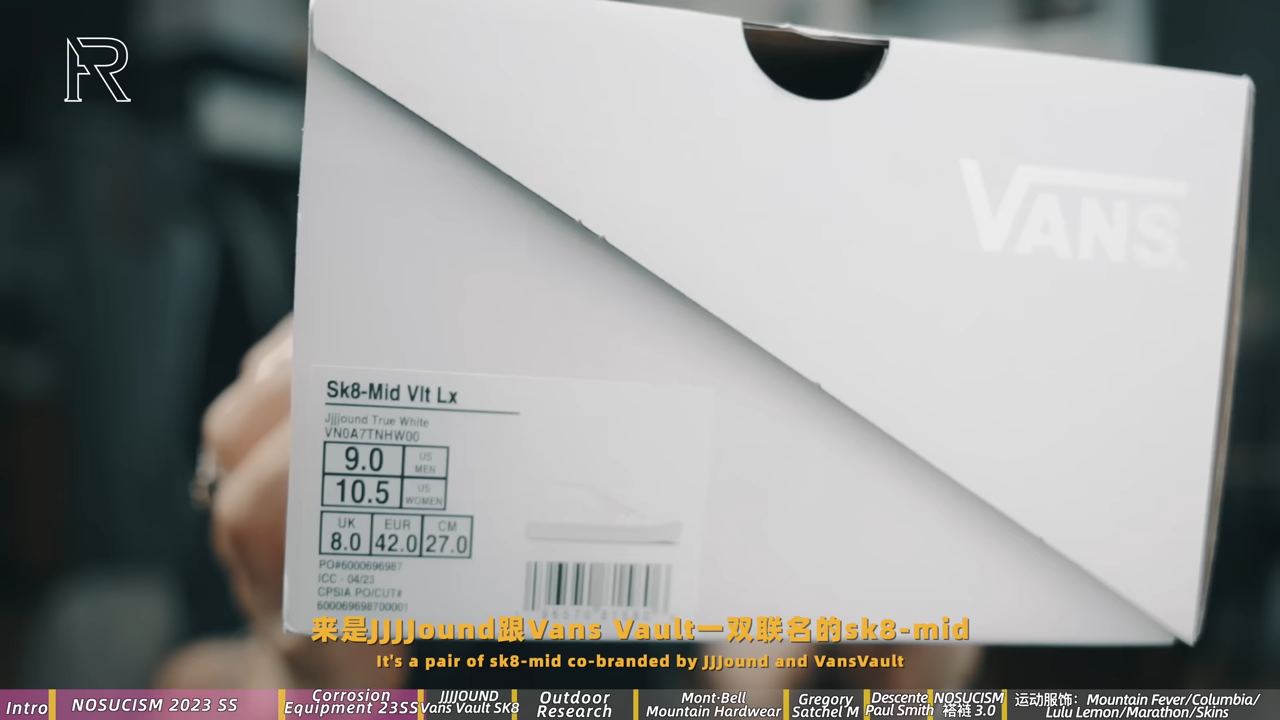 VANS
Sk8-Mid Vlt Lx
Jjjjound True White
VN0A7TNHW00
9.0 US MEN
10.5 US WOMEN
UK EUR CM
8.0 42.0 27.0
PO#6000696987
ICC - 04/23
CPSIA PO/CUT#
600069698700001
来是JJJJound跟Vans Vault一双联名的sk8-mid
It's a pair of sk8-mid co-branded by JJJound and VansVault
Intro
NOSUCISM 2023 SS
Corrosion
Equipment 23SS
JJJJOUND
Vans Vault SK8
Outdoor
Research
Mont·Bell
Mountain Hardwear
Gregory
Satchel M
Descente
Paul Smith
NOSUCISM
褡裢 3.0
运动服饰：Mountain Fever/Columbia/
Lulu Lemon/Marathon/Skins